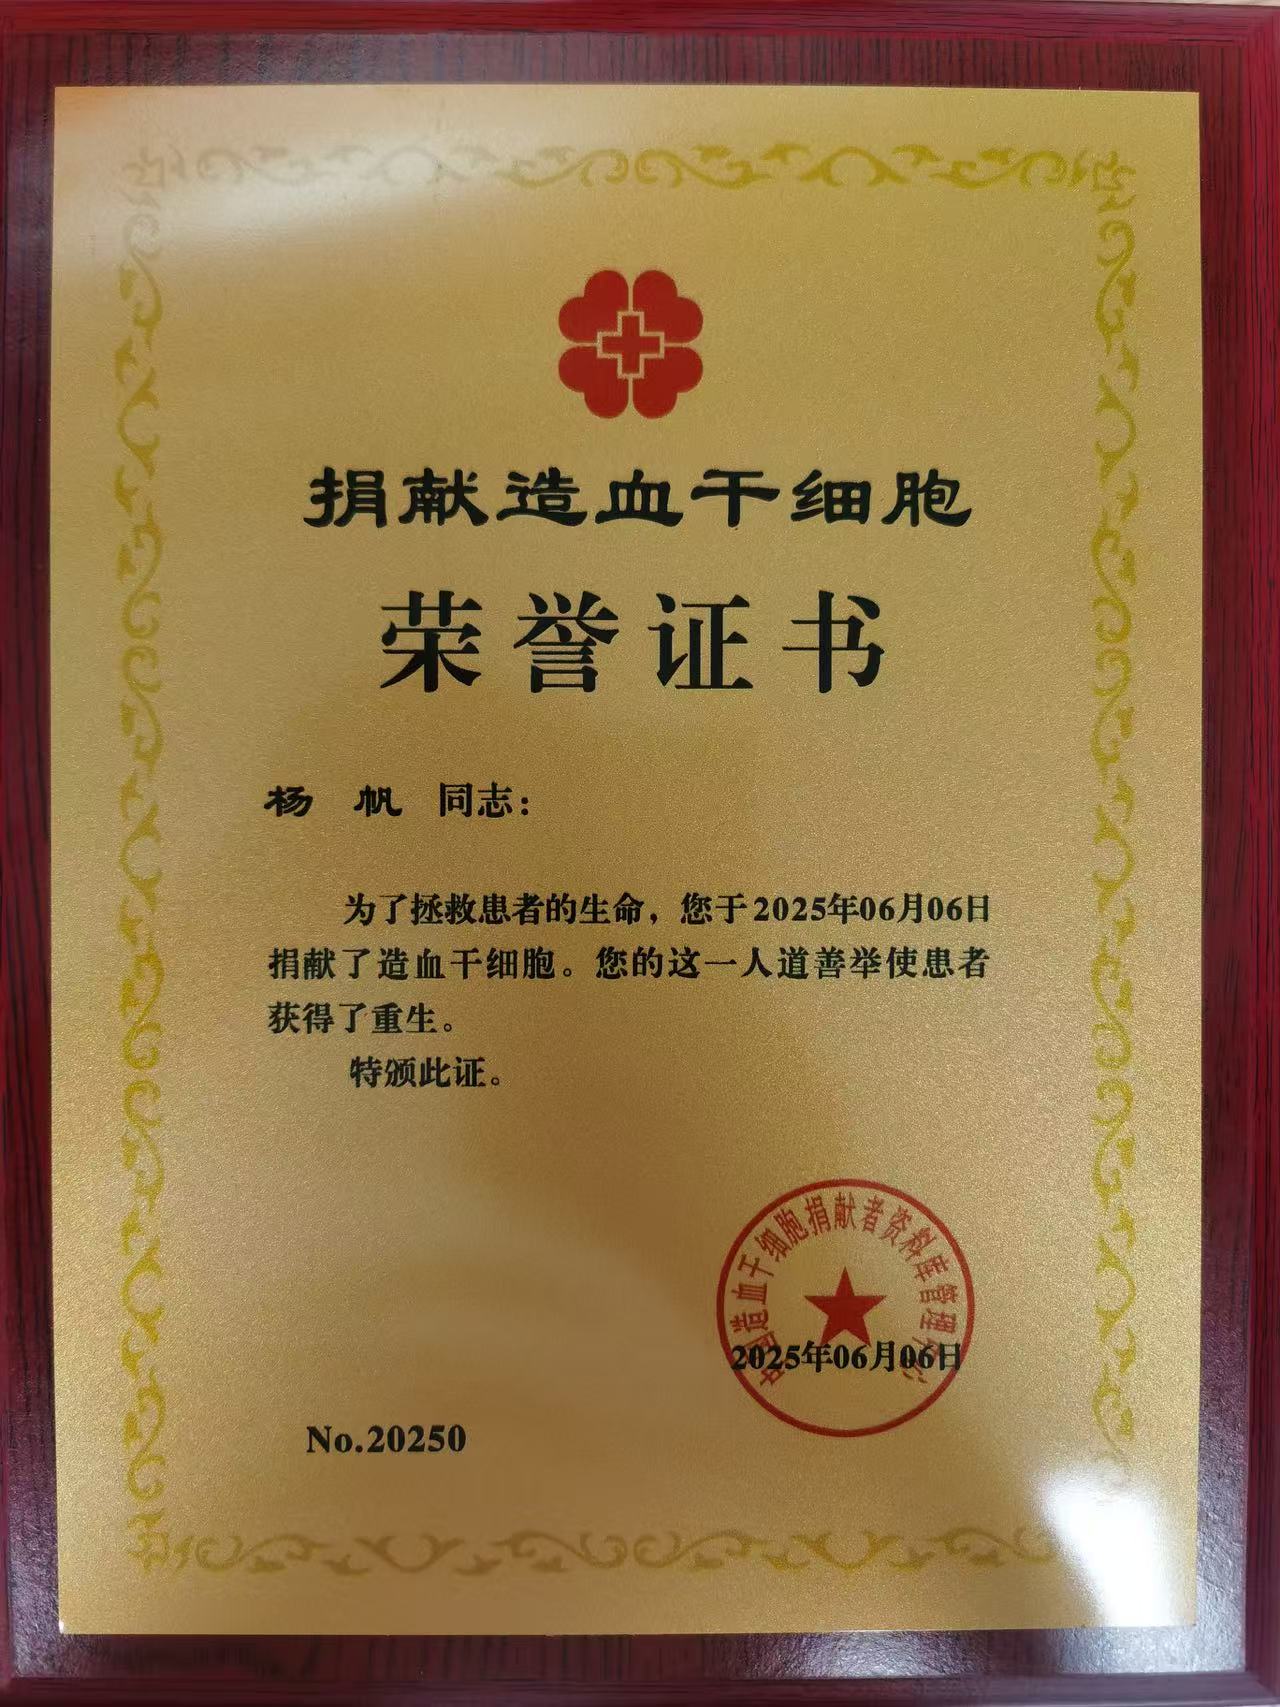 捐献造血干细胞
荣誉证书
杨 帆 同志：
为了拯救患者的生命，您于2025年06月06日
捐献了造血干细胞。您的这一人道善举使患者
获得了重生。
特颁此证。
中国造血干细胞捐献者资料库管理中心
2025年06月06日
No.20250